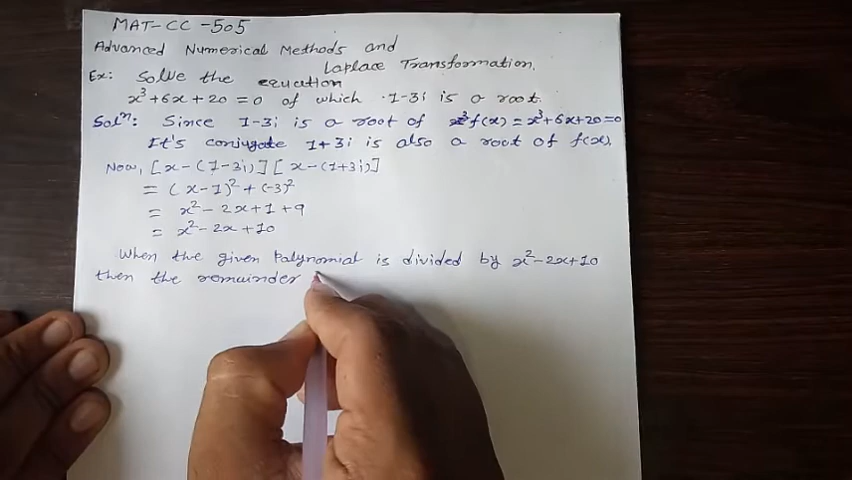 MAT-CC-505
Advanced Numerical Methods and
Laplace Transformation.
Ex: Solve the equation
x³+6x+20=0 of which 1-3i is a root.
Solⁿ: Since 1-3i is a root of f(x)=x³+6x+20=0
It's conjugate 1+3i is also a root of f(x).
Now, [x-(1-3i)][x-(1+3i)]
= (x-1)²+(-3)²
= x²-2x+1+9
= x²-2x+10
When the given Polynomial is divided by x²-2x+10
then the remainder